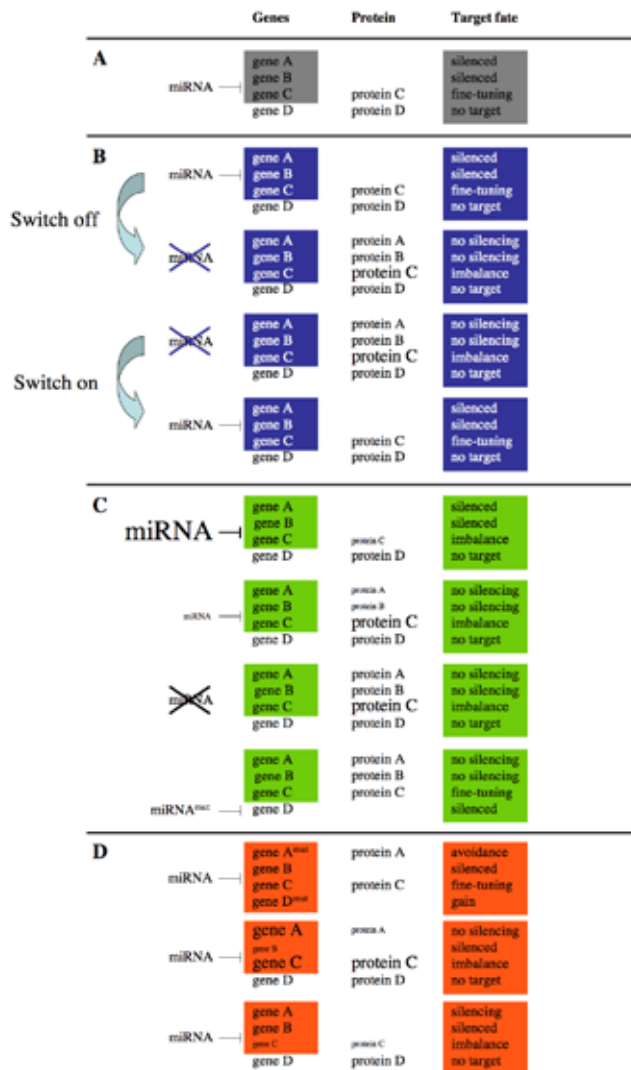 Genes Protein Target fate
A
gene A silenced
gene B silenced
miRNA gene C protein C fine-tuning
gene D protein D no target
B
gene A silenced
miRNA gene B silenced
gene C protein C fine-tuning
gene D protein D no target
Switch off
gene A protein A no silencing
miRNA gene B protein B no silencing
gene C protein C imbalance
gene D protein D no target
gene A protein A no silencing
miRNA gene B protein B no silencing
gene C protein C imbalance
gene D protein D no target
Switch on
gene A silenced
miRNA gene B silenced
gene C protein C fine-tuning
gene D protein D no target
C
gene A silenced
gene B silenced
miRNA gene C protein C imbalance
gene D protein D no target
gene A protein A no silencing
miRNA gene B protein B no silencing
gene C protein C imbalance
gene D protein D no target
gene A protein A no silencing
gene B protein B no silencing
miRNA gene C protein C imbalance
gene D protein D no target
gene A protein A no silencing
gene B protein B no silencing
gene C protein C fine-tuning
miRNAmut gene D silenced
D
gene Amut protein A avoidance
gene B silenced
miRNA gene C protein C fine-tuning
gene Dmut gain
gene A protein A no silencing
gene B silenced
miRNA gene C protein C imbalance
gene D protein D no target
gene A silencing
gene B silenced
miRNA gene C protein C imbalance
gene D protein D no target